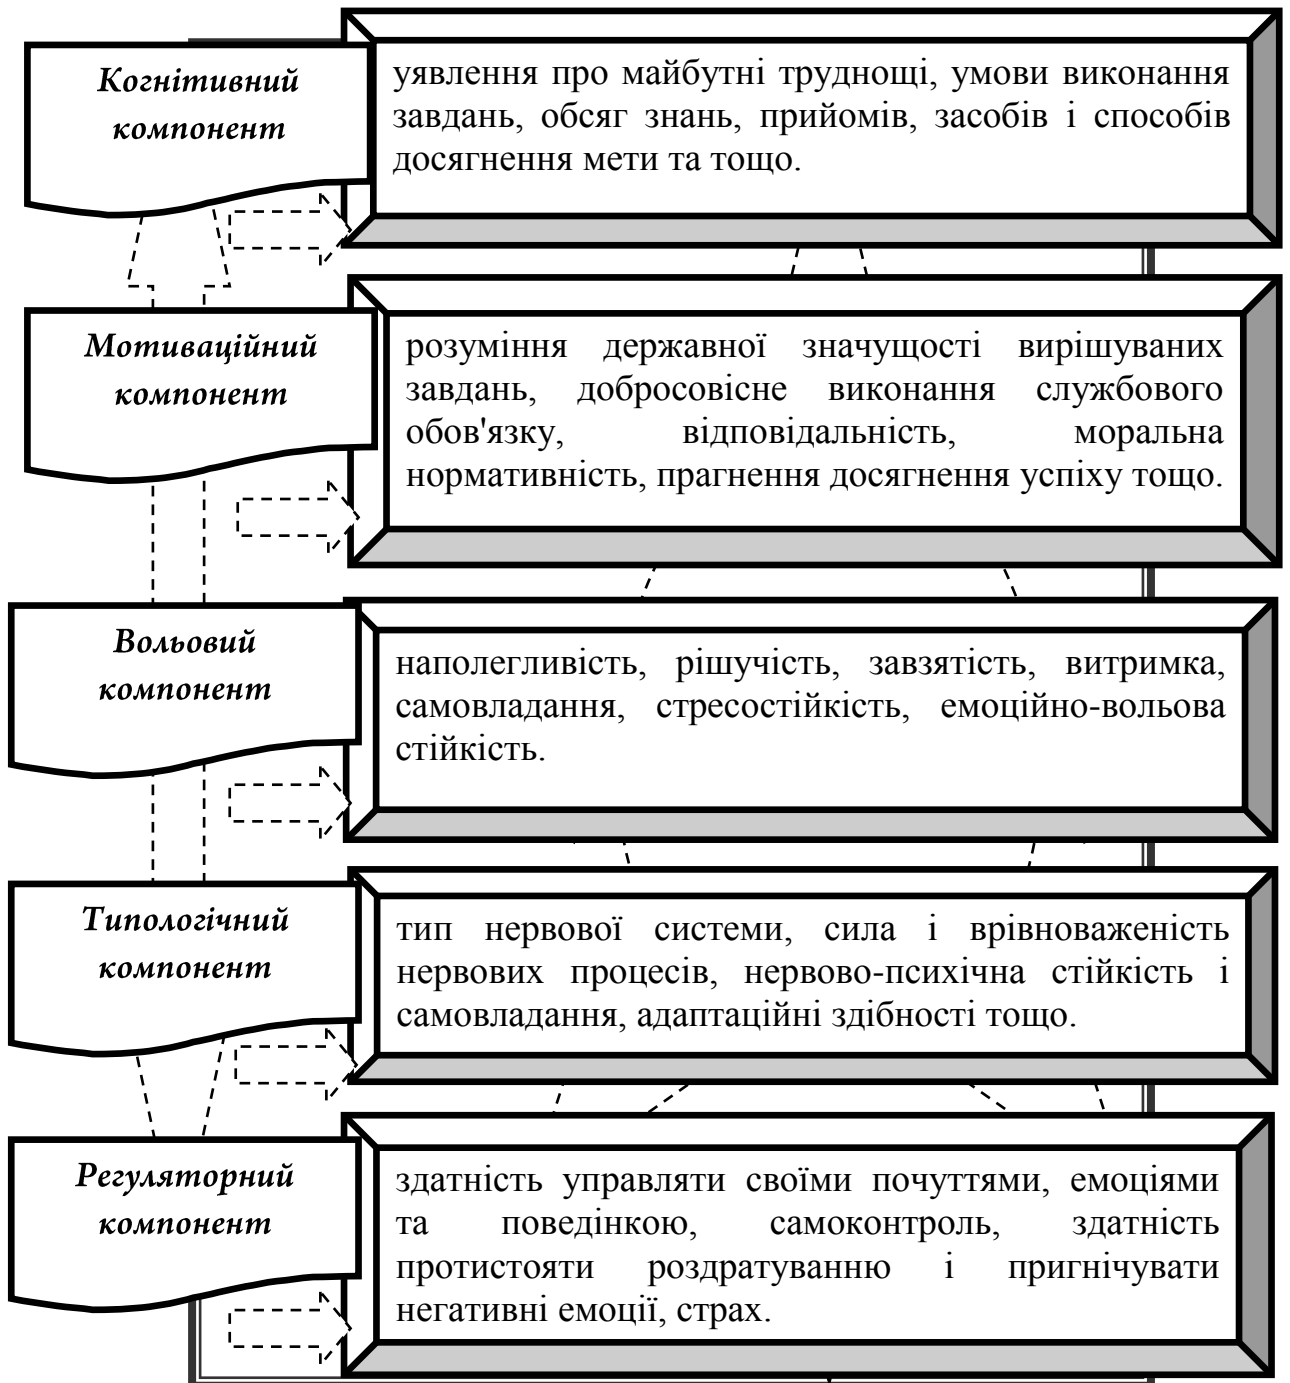 Когнітивний
компонент
уявлення про майбутні труднощі, умови виконання
завдань, обсяг знань, прийомів, засобів і способів
досягнення мети та тощо.
Мотиваційний
компонент
розуміння державної значущості вирішуваних
завдань, добросовісне виконання службового
обов'язку, відповідальність, моральна
нормативність, прагнення досягнення успіху тощо.
Вольовий
компонент
наполегливість, рішучість, завзятість, витримка,
самовладання, стресостійкість, емоційно-вольова
стійкість.
Типологічний
компонент
тип нервової системи, сила і врівноваженість
нервових процесів, нервово-психічна стійкість і
самовладання, адаптаційні здібності тощо.
Регуляторний
компонент
здатність управляти своїми почуттями, емоціями
та поведінкою, самоконтроль, здатність
протистояти роздратуванню і пригнічувати
негативні емоції, страх.